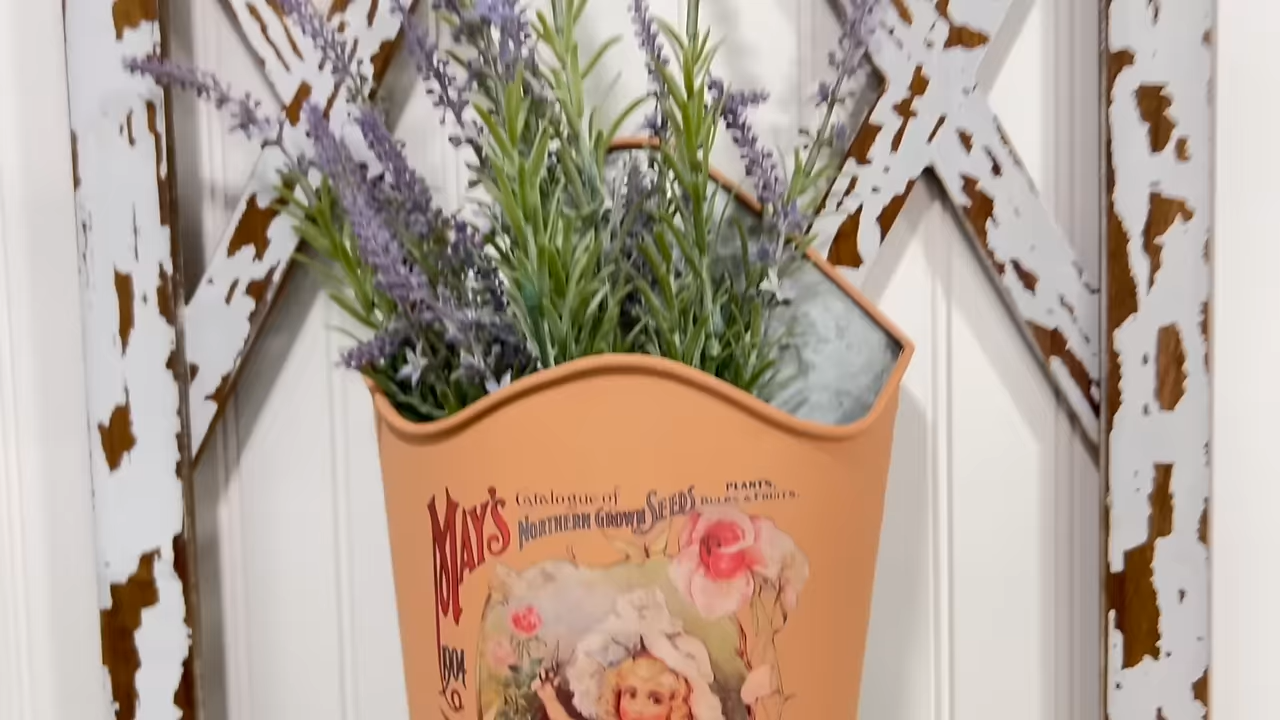 MAY'S
Catalogue of
NORTHERN GROWN SEEDS
PLANTS,
BULBS & FRUITS.
1904